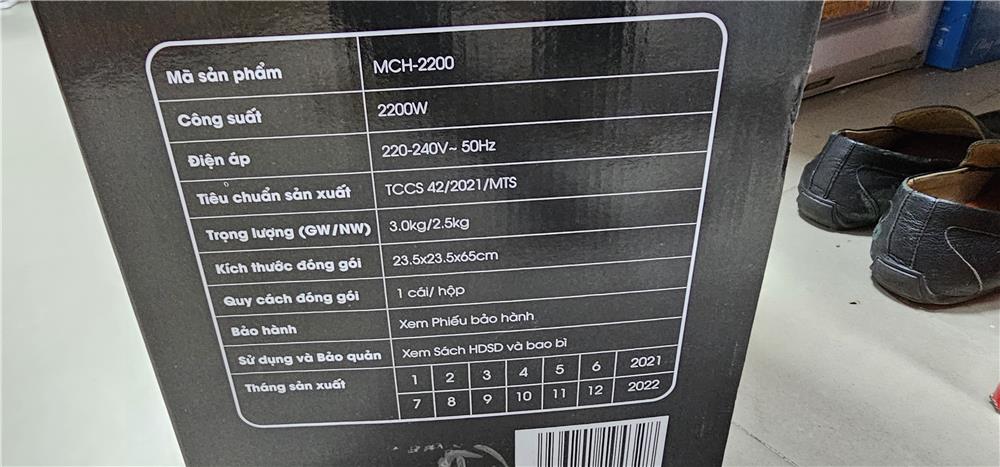 Mã sản phẩm MCH-2200
Công suất 2200W
Điện áp 220-240V~ 50Hz
Tiêu chuẩn sản xuất TCCS 42/2021/MTS
Trọng lượng (GW/NW) 3.0kg/2.5kg
Kích thước đóng gói 23.5x23.5x65cm
Quy cách đóng gói 1 cái/ hộp
Bảo hành Xem Phiếu bảo hành
Sử dụng và Bảo quản Xem Sách HDSD và bao bì
Tháng sản xuất 1 2 3 4 5 6 2021
7 8 9 10 11 12 2022